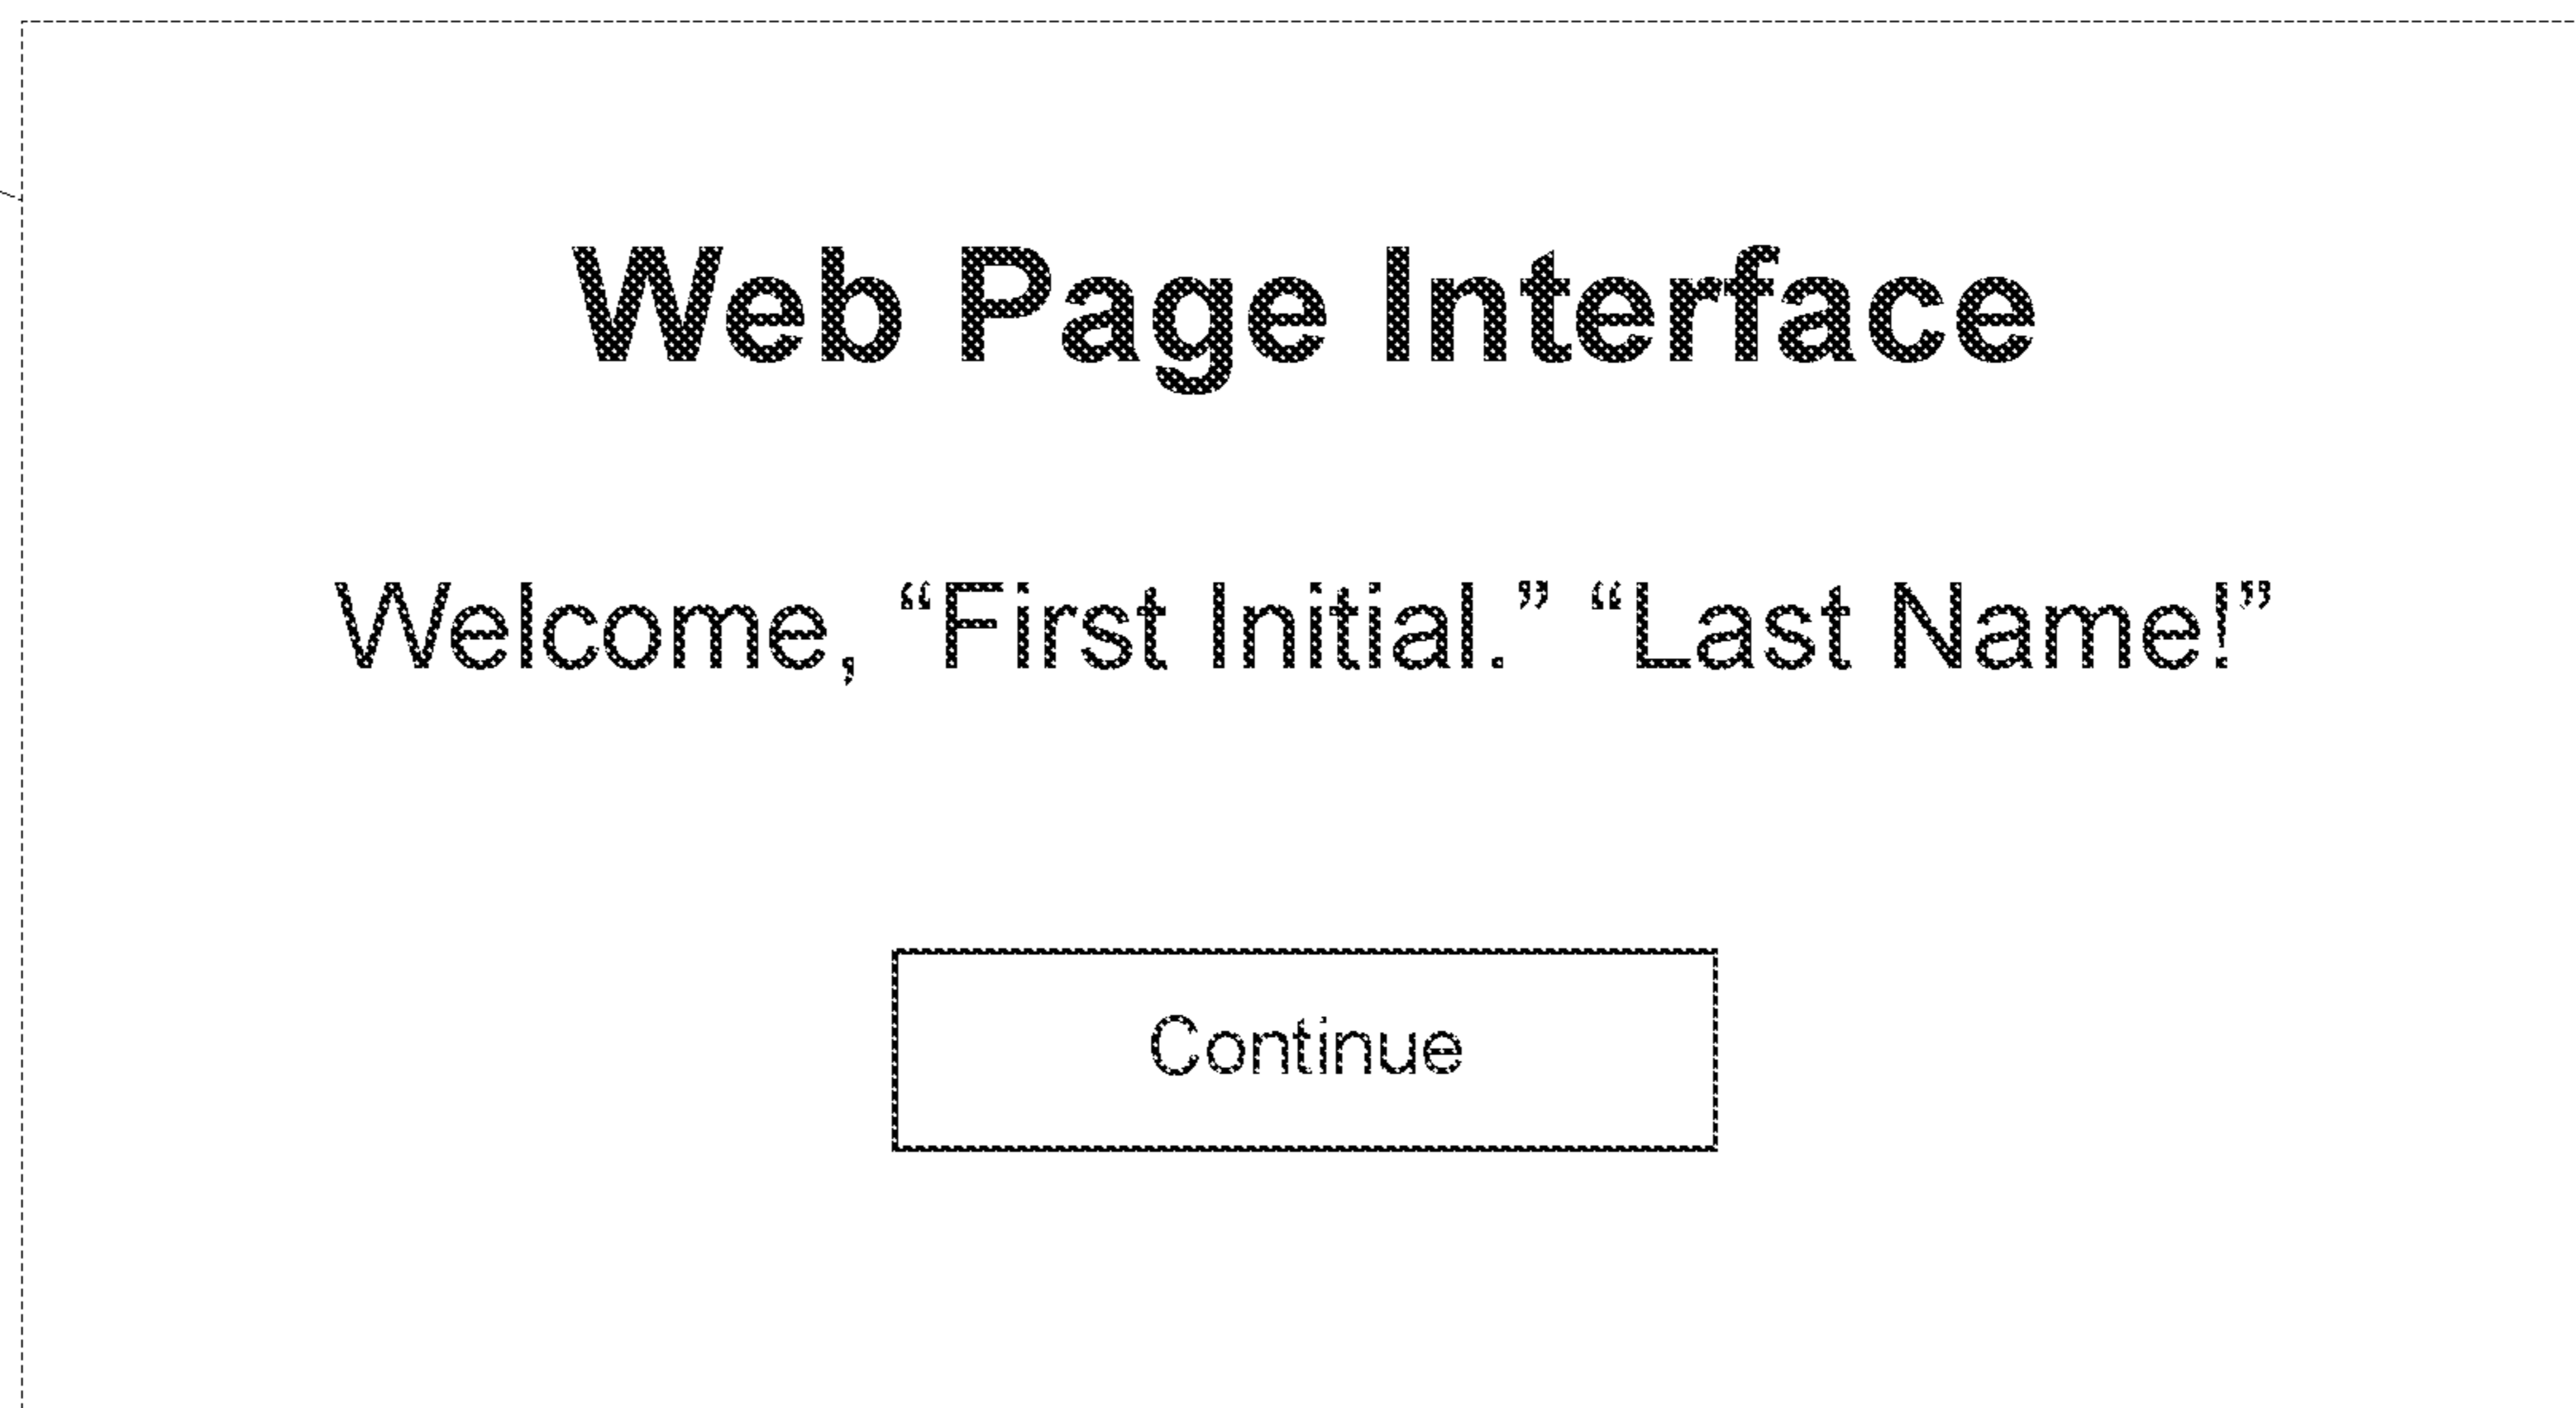 Web Page Interface
Welcome, “First Initial.” “Last Name!”
Continue